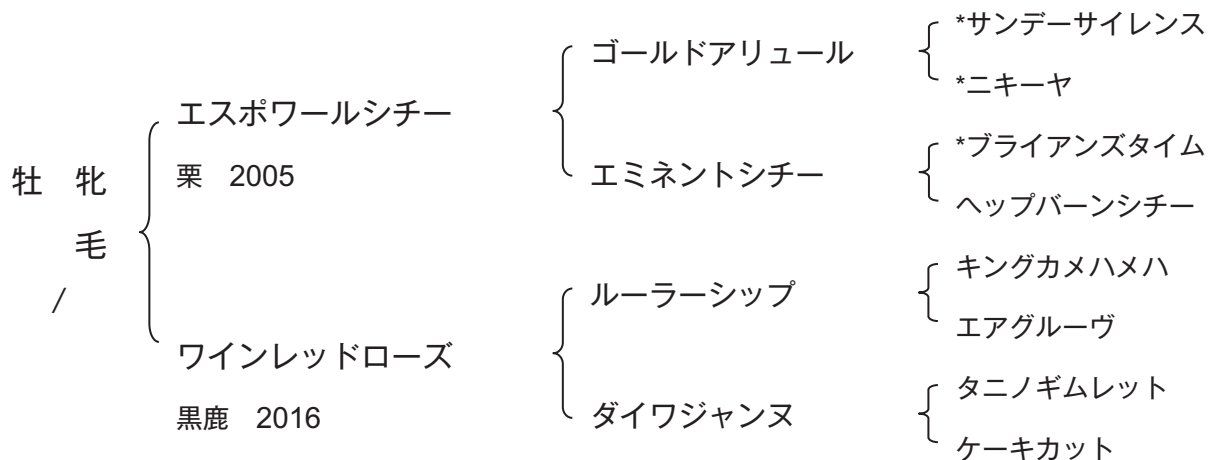 *サンデーサイレンス
ゴールドアリュール
*ニキーヤ
エスポワールシチー
栗　2005
*ブライアンズタイム
エミネントシチー
ヘップバーンシチー
牡　牝
毛
/
キングカメハメハ
ルーラーシップ
エアグルーヴ
ワインレッドローズ
黒鹿　2016
タニノギムレット
ダイワジャンヌ
ケーキカット